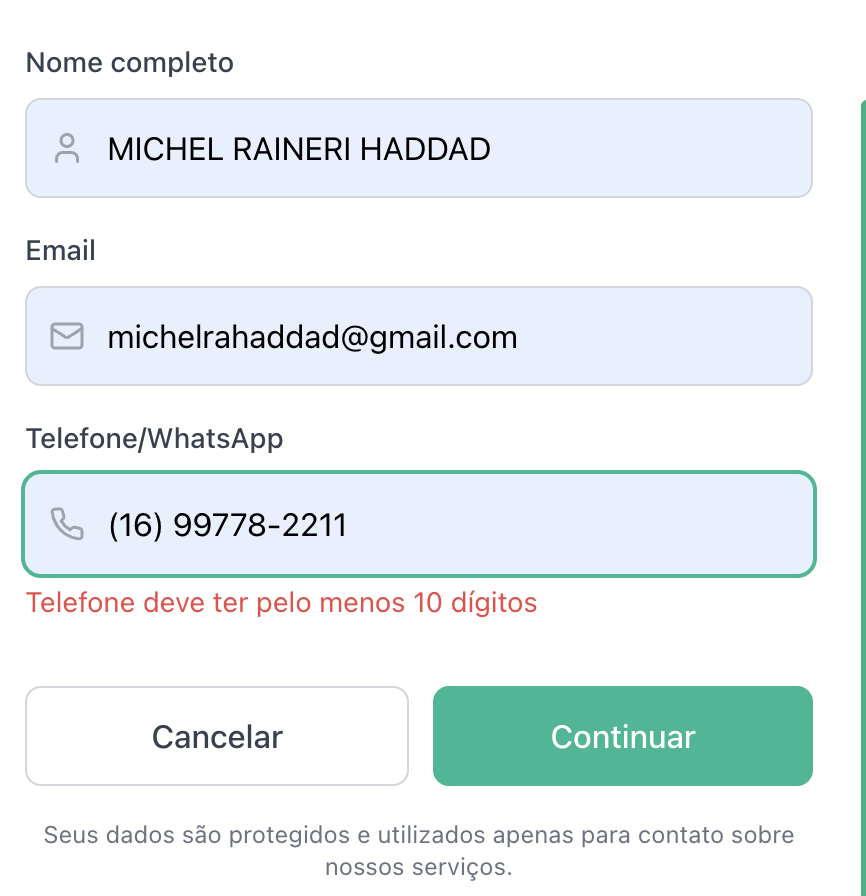 Nome completo
MICHEL RAINERI HADDAD
Email
michelrahaddad@gmail.com
Telefone/WhatsApp
(16) 99778-2211
Telefone deve ter pelo menos 10 dígitos
Cancelar
Continuar
Seus dados são protegidos e utilizados apenas para contato sobre
nossos serviços.